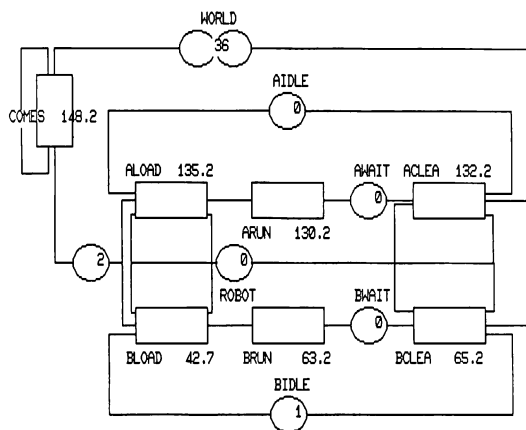 WORLD
36
AIDLE
0
COMES 148.2
ALOAD 135.2
AWAIT
ACLEA 132.2
0
ARUN 130.2
2
0
ROBOT
BWAIT
0
BLOAD 42.7
BRUN 63.2
BCLEA 65.2
BIDLE
1